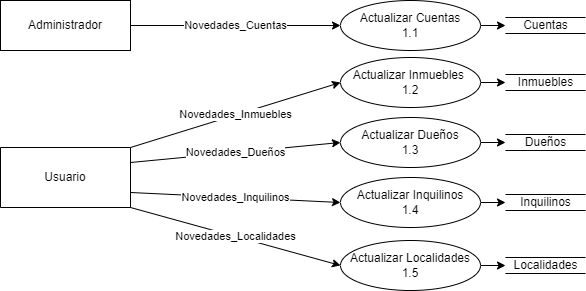 Administrador
Novedades_Cuentas
Actualizar Cuentas
1.1
Cuentas
Actualizar Inmuebles
1.2
Inmuebles
Novedades_Inmuebles
Actualizar Dueños
1.3
Dueños
Novedades_Dueños
Usuario
Novedades_Inquilinos
Actualizar Inquilinos
1.4
Inquilinos
Novedades_Localidades
Actualizar Localidades
1.5
Localidades